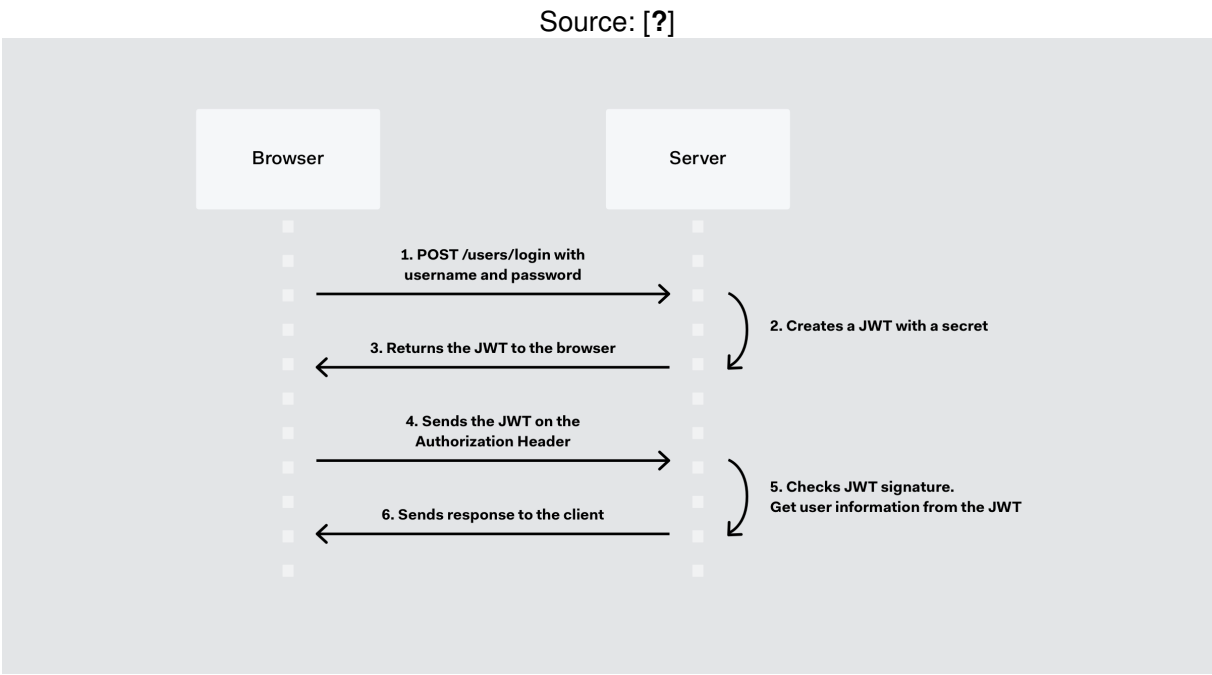 Source: [?]
Browser
Server
1. POST /users/login with
username and password
2. Creates a JWT with a secret
3. Returns the JWT to the browser
4. Sends the JWT on the
Authorization Header
5. Checks JWT signature.
Get user information from the JWT
6. Sends response to the client